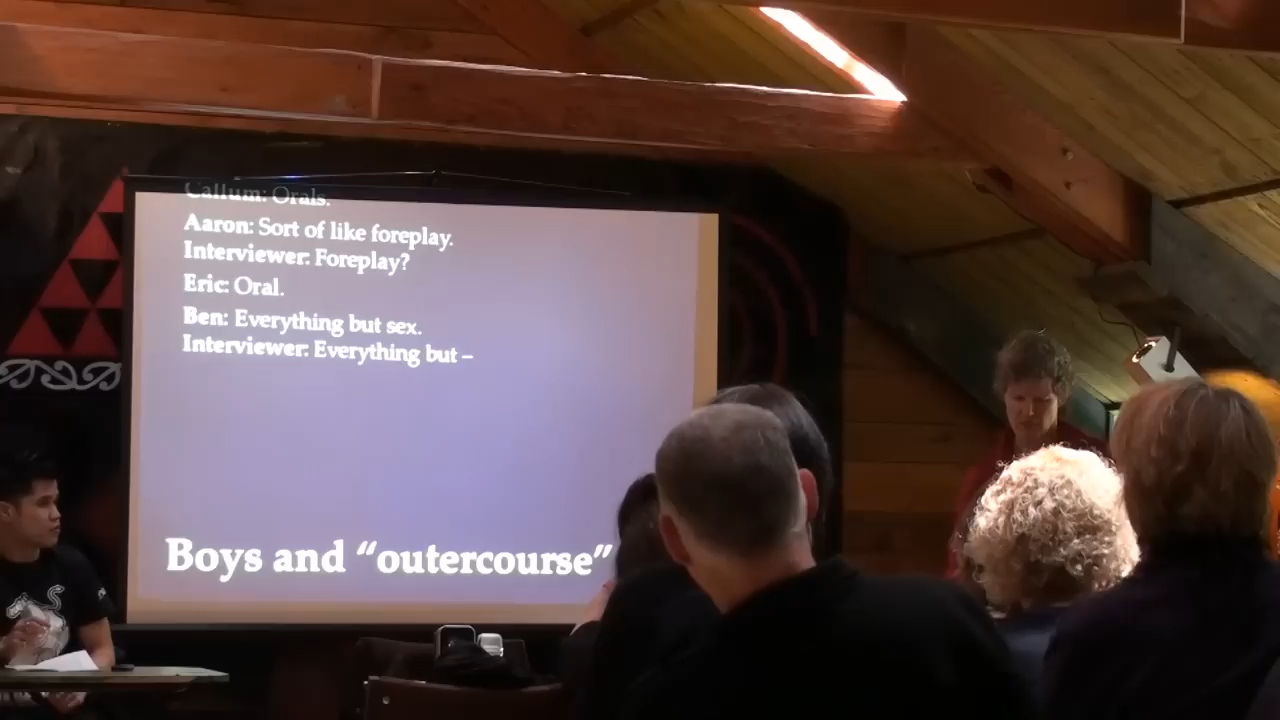 Callum: Orals.
Aaron: Sort of like foreplay.
Interviewer: Foreplay?
Eric: Oral.
Ben: Everything but sex.
Interviewer: Everything but –
Boys and “outercourse”